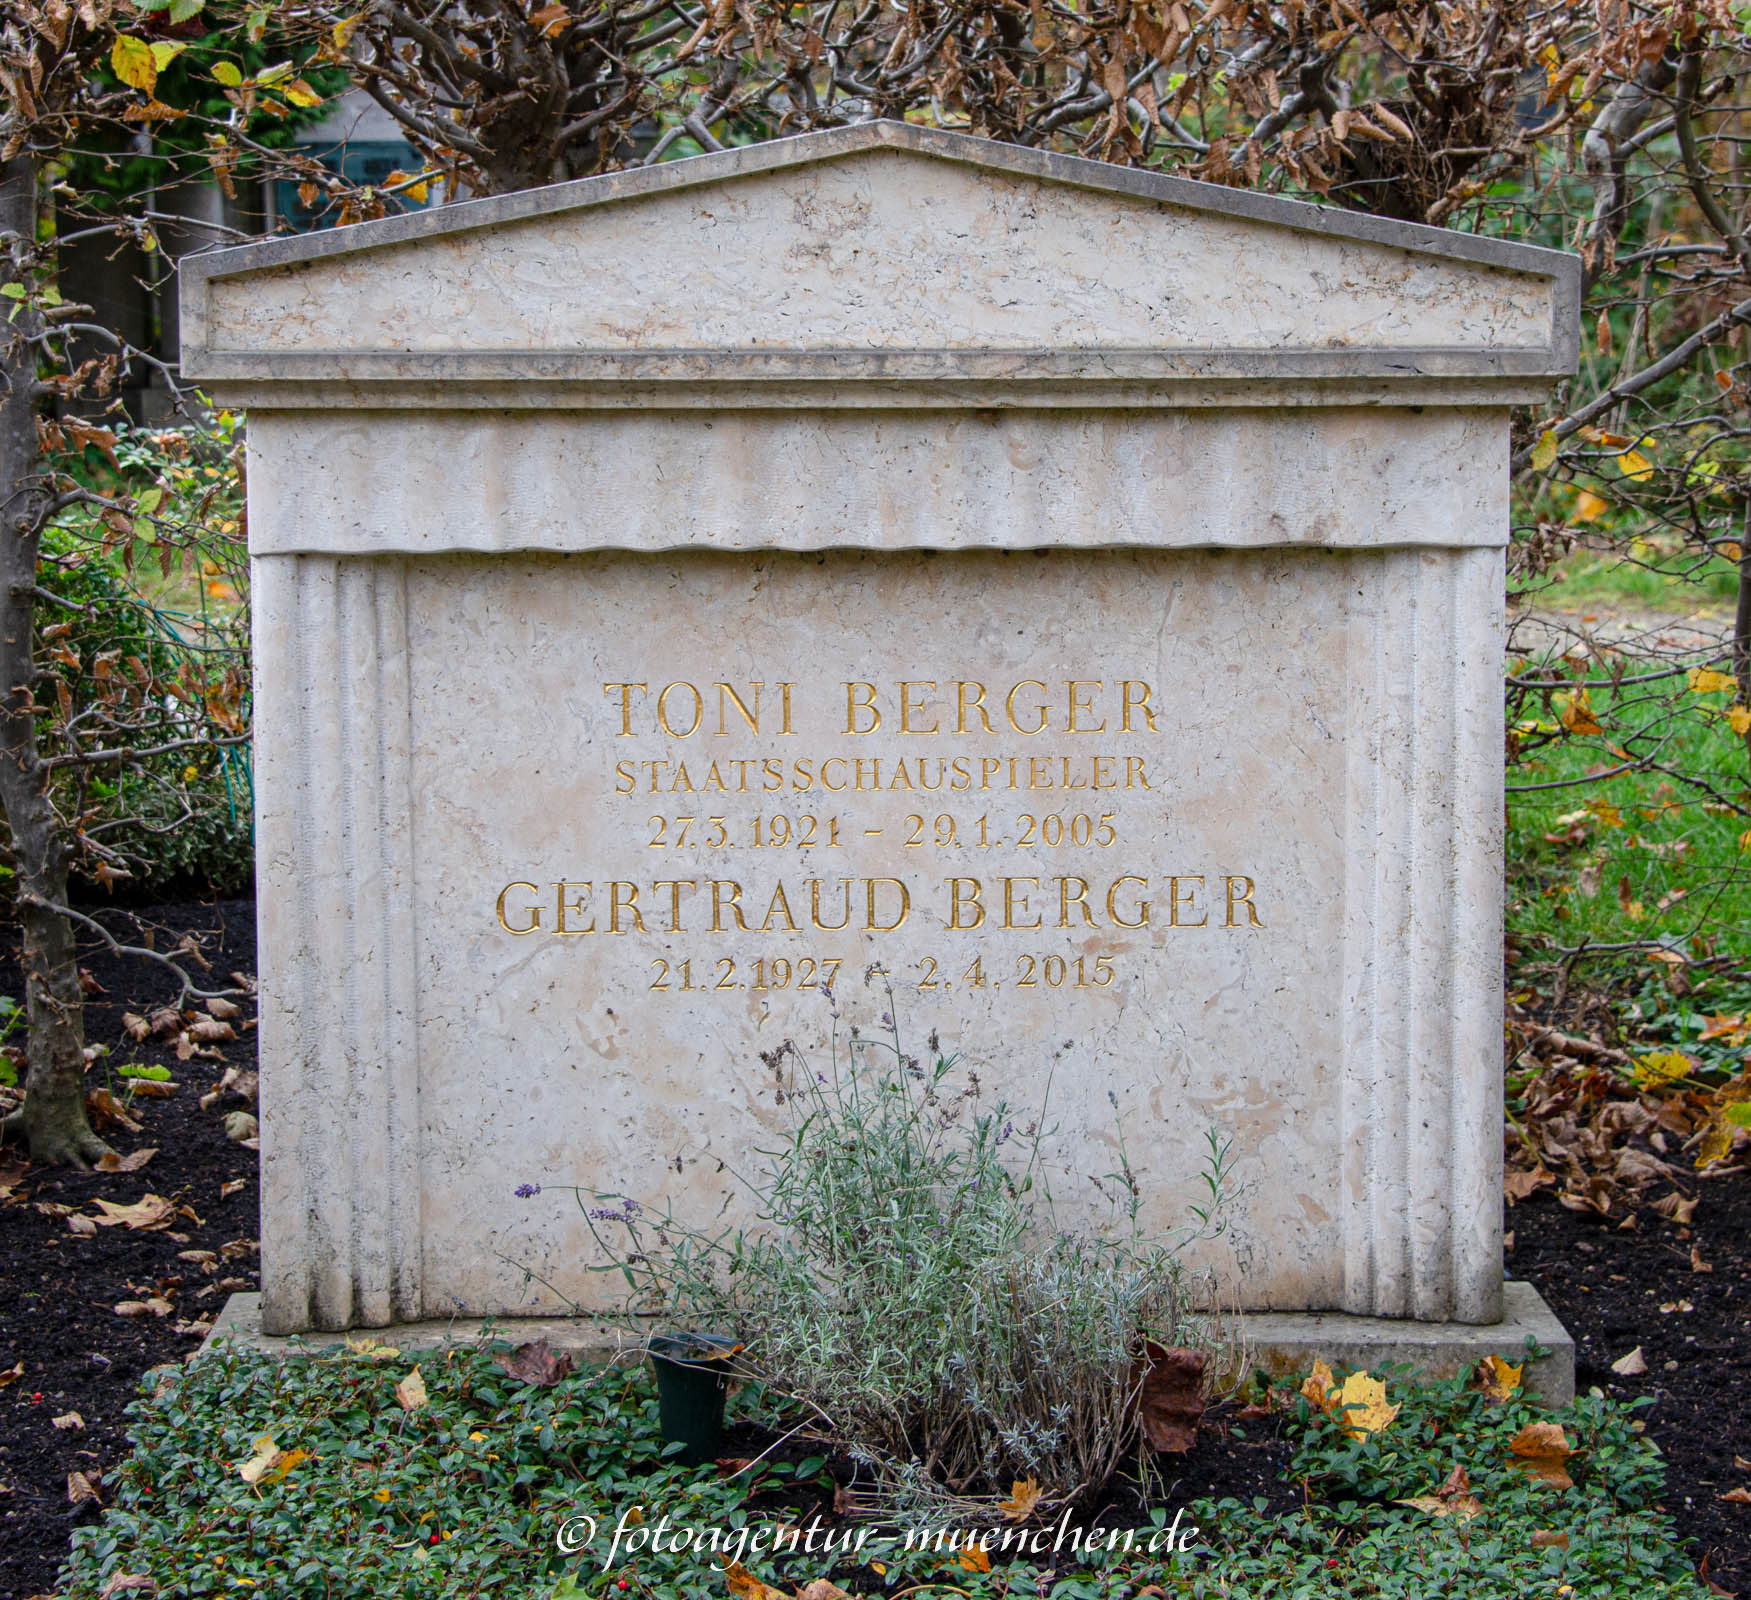 TONI BERGER
STAATSSCHAUSPIELER
27.3.1921 - 29.1.2005
GERTRAUD BERGER
21.2.1927 - 2.4.2015
© fotoagentur-muenchen.de